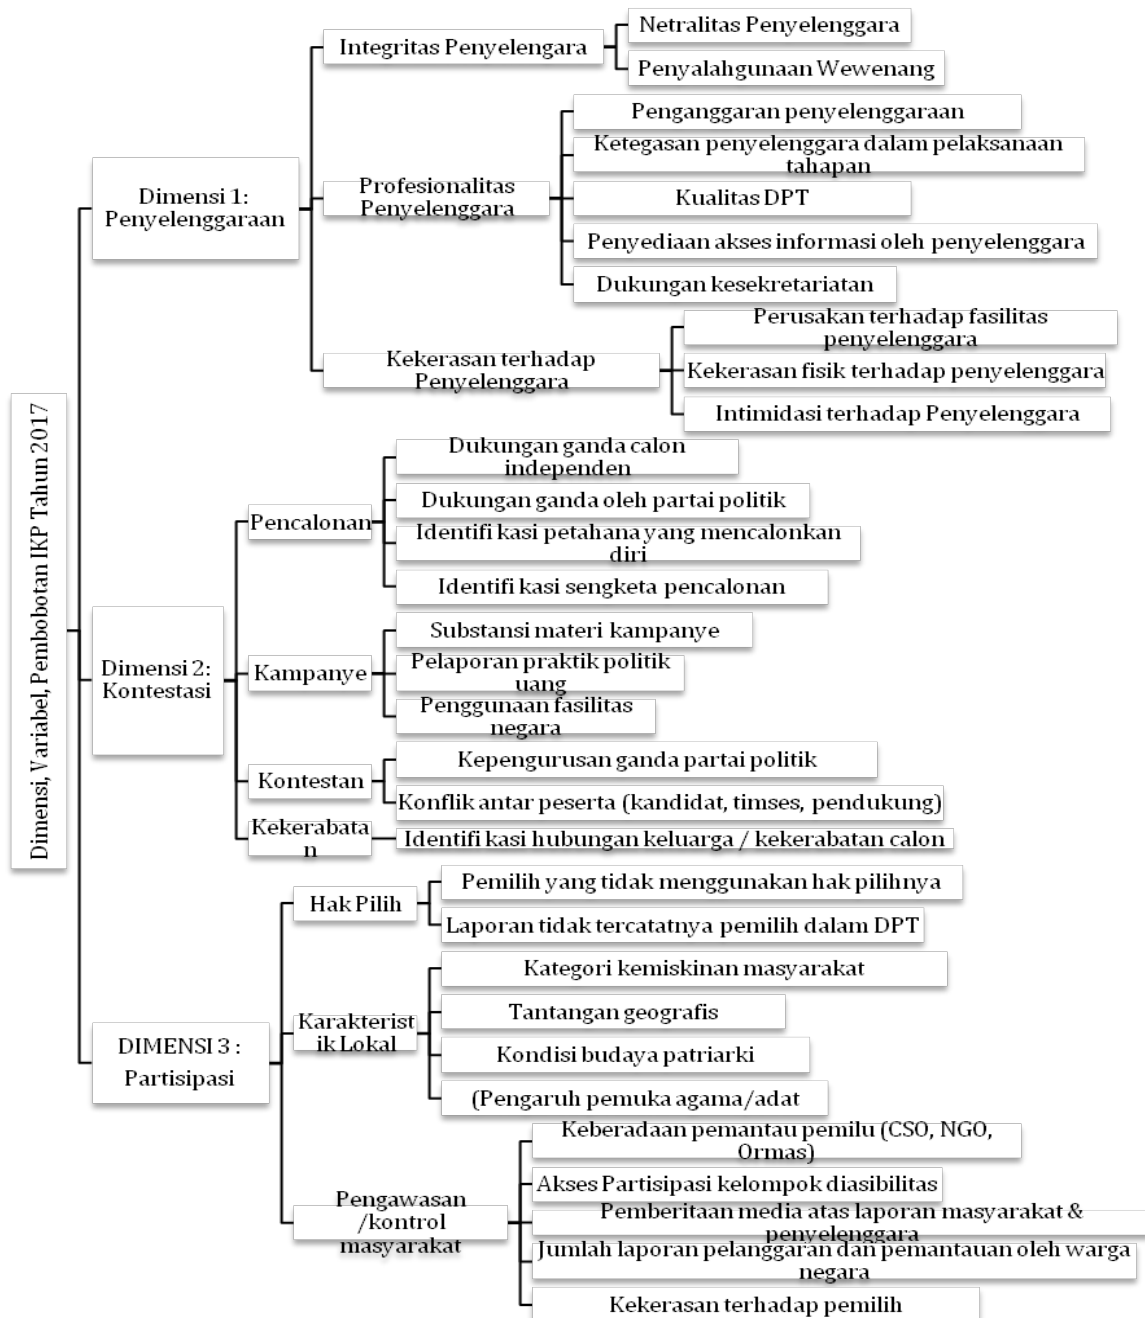 Dimensi, Variabel, Pembobotan IKP Tahun 2017
Dimensi 1:
Penyelenggaraan
Integritas Penyelengara
Netralitas Penyelenggara
Penyalahgunaan Wewenang
Profesionalitas
Penyelenggara
Penganggaran penyelenggaraan
Ketegasan penyelenggara dalam pelaksanaan
tahapan
Kualitas DPT
Penyediaan akses informasi oleh penyelenggara
Dukungan kesekretariatan
Kekerasan terhadap
Penyelenggara
Perusakan terhadap fasilitas
penyelenggara
Kekerasan fisik terhadap penyelenggara
Intimidasi terhadap Penyelenggara
Dimensi 2:
Kontestasi
Pencalonan
Dukungan ganda calon
independen
Dukungan ganda oleh partai politik
Identifi kasi petahana yang mencalonkan
diri
Identifi kasi sengketa pencalonan
Kampanye
Substansi materi kampanye
Pelaporan praktik politik
uang
Penggunaan fasilitas
negara
Kontestan
Kepengurusan ganda partai politik
Konflik antar peserta (kandidat, timses, pendukung)
Kekerabata
n
Identifi kasi hubungan keluarga / kekerabatan calon
DIMENSI 3 :
Partisipasi
Hak Pilih
Pemilih yang tidak menggunakan hak pilihnya
Laporan tidak tercatatnya pemilih dalam DPT
Karakterist
ik Lokal
Kategori kemiskinan masyarakat
Tantangan geografis
Kondisi budaya patriarki
(Pengaruh pemuka agama/adat
Pengawasan
/kontrol
masyarakat
Keberadaan pemantau pemilu (CSO, NGO,
Ormas)
Akses Partisipasi kelompok diasibilitas
Pemberitaan media atas laporan masyarakat &
penyelenggara
Jumlah laporan pelanggaran dan pemantauan oleh warga
negara
Kekerasan terhadap pemilih